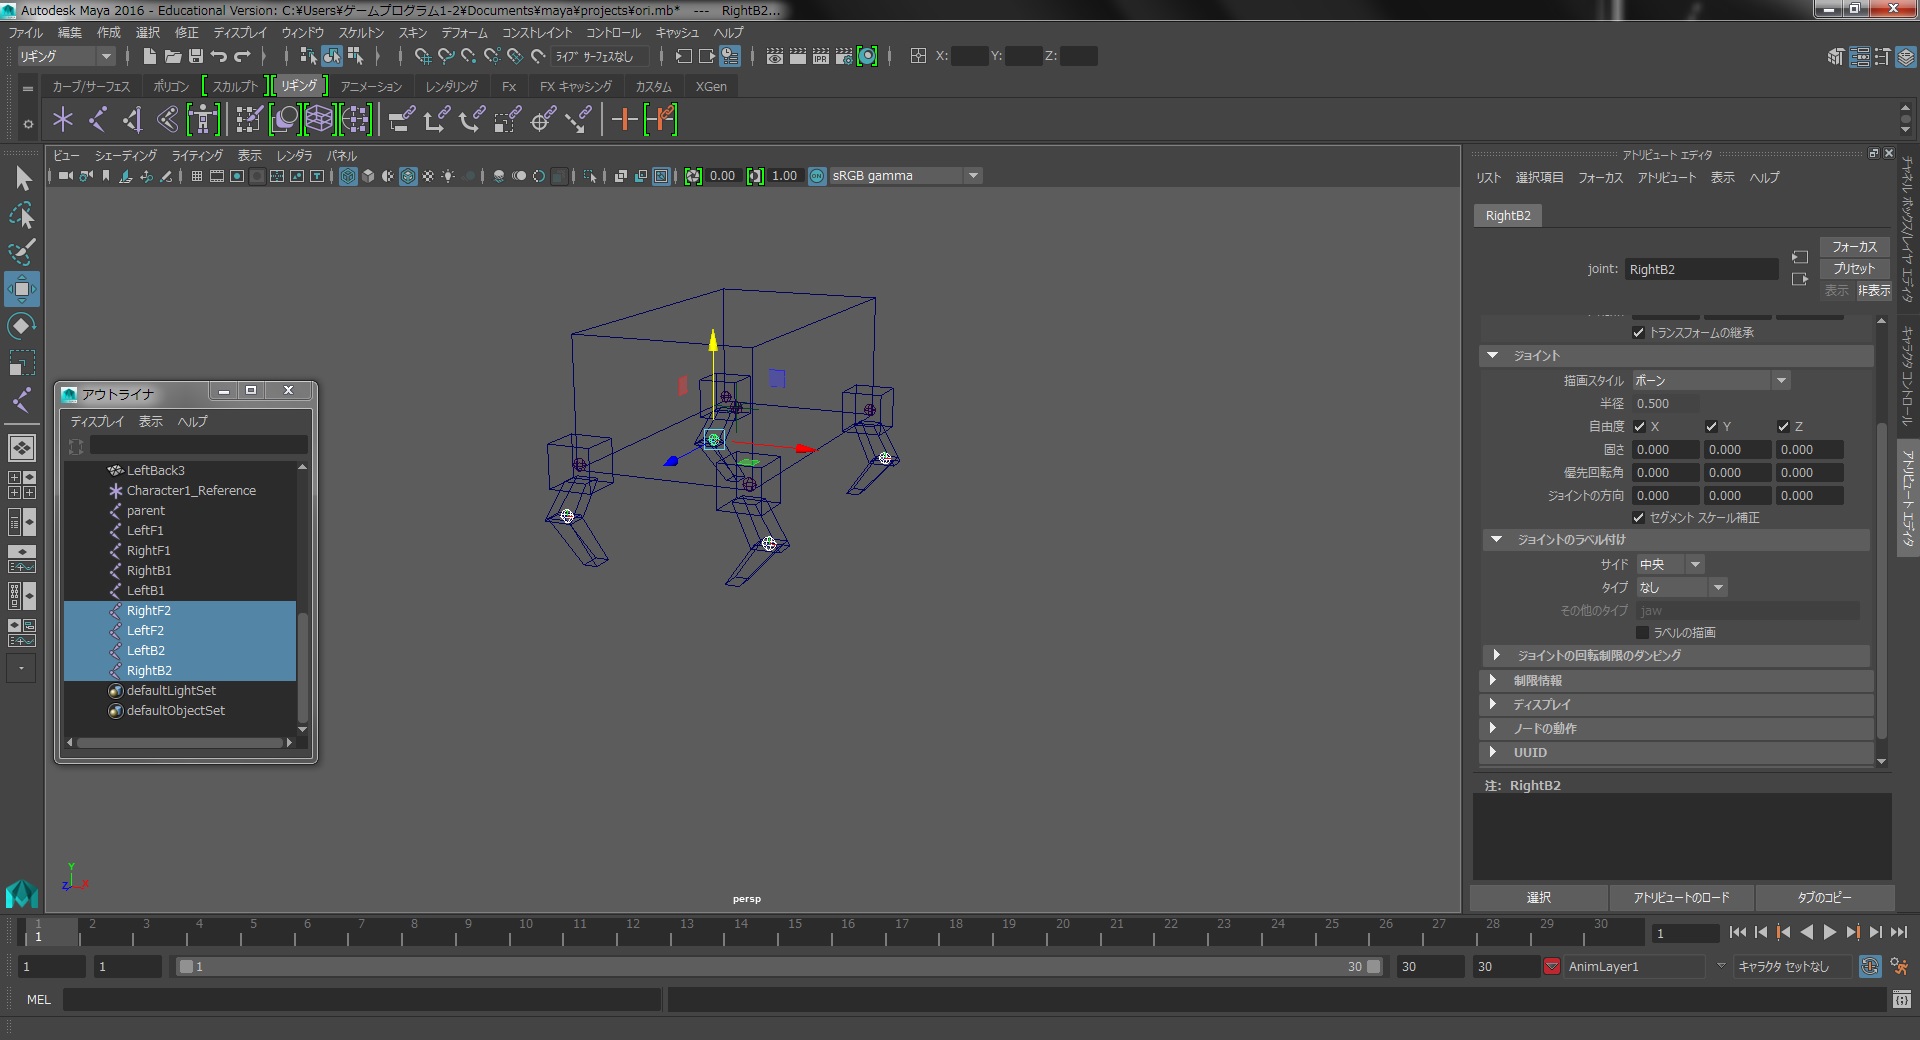 Autodesk Maya 2016 - Educational Version: C:¥Users¥ゲームプログラム1-2¥Documents¥maya¥projects¥ori.mb* --- RightB2...
ファイル 編集 作成 選択 修正 ディスプレイ ウィンドウ スケルトン スキン デフォーム コンストレイント コントロール キャッシュ ヘルプ
リギング ライブ サーフェスなし IPR X: Y: Z:
カーブ/サーフェス ポリゴン スカルプト リギング アニメーション レンダリング Fx FX キャッシング カスタム XGen
ビュー シェーディング ライティング 表示 レンダラ パネル
0.00 1.00 ON sRGB gamma
アウトライナ
ディスプレイ 表示 ヘルプ
LeftBack3
Character1_Reference
parent
LeftF1
RightF1
RightB1
LeftB1
RightF2
LeftF2
LeftB2
RightB2
defaultLightSet
defaultObjectSet
Y
Z X
persp
アトリビュート エディタ
リスト 選択項目 フォーカス アトリビュート 表示 ヘルプ
RightB2
フォーカス
joint: RightB2 プリセット
表示 非表示
トランスフォームの継承
ジョイント
描画スタイル ボーン
半径 0.500
自由度 X Y Z
固さ 0.000 0.000 0.000
優先回転角 0.000 0.000 0.000
ジョイントの方向 0.000 0.000 0.000
セグメント スケール補正
ジョイントのラベル付け
サイド 中央
タイプ なし
その他のタイプ jaw
ラベルの描画
ジョイントの回転制限のダンピング
制限情報
ディスプレイ
ノードの動作
UUID
注: RightB2
選択 アトリビュートのロード タブのコピー
チャネル ボックス/レイヤ エディタ
キャラクタ コントロール
アトリビュート エディタ
1 2 3 4 5 6 7 8 9 10 11 12 13 14 15 16 17 18 19 20 21 22 23 24 25 26 27 28 29 30
1 1
1 1 1 30 30 30 AnimLayer1 キャラクタ セットなし
MEL